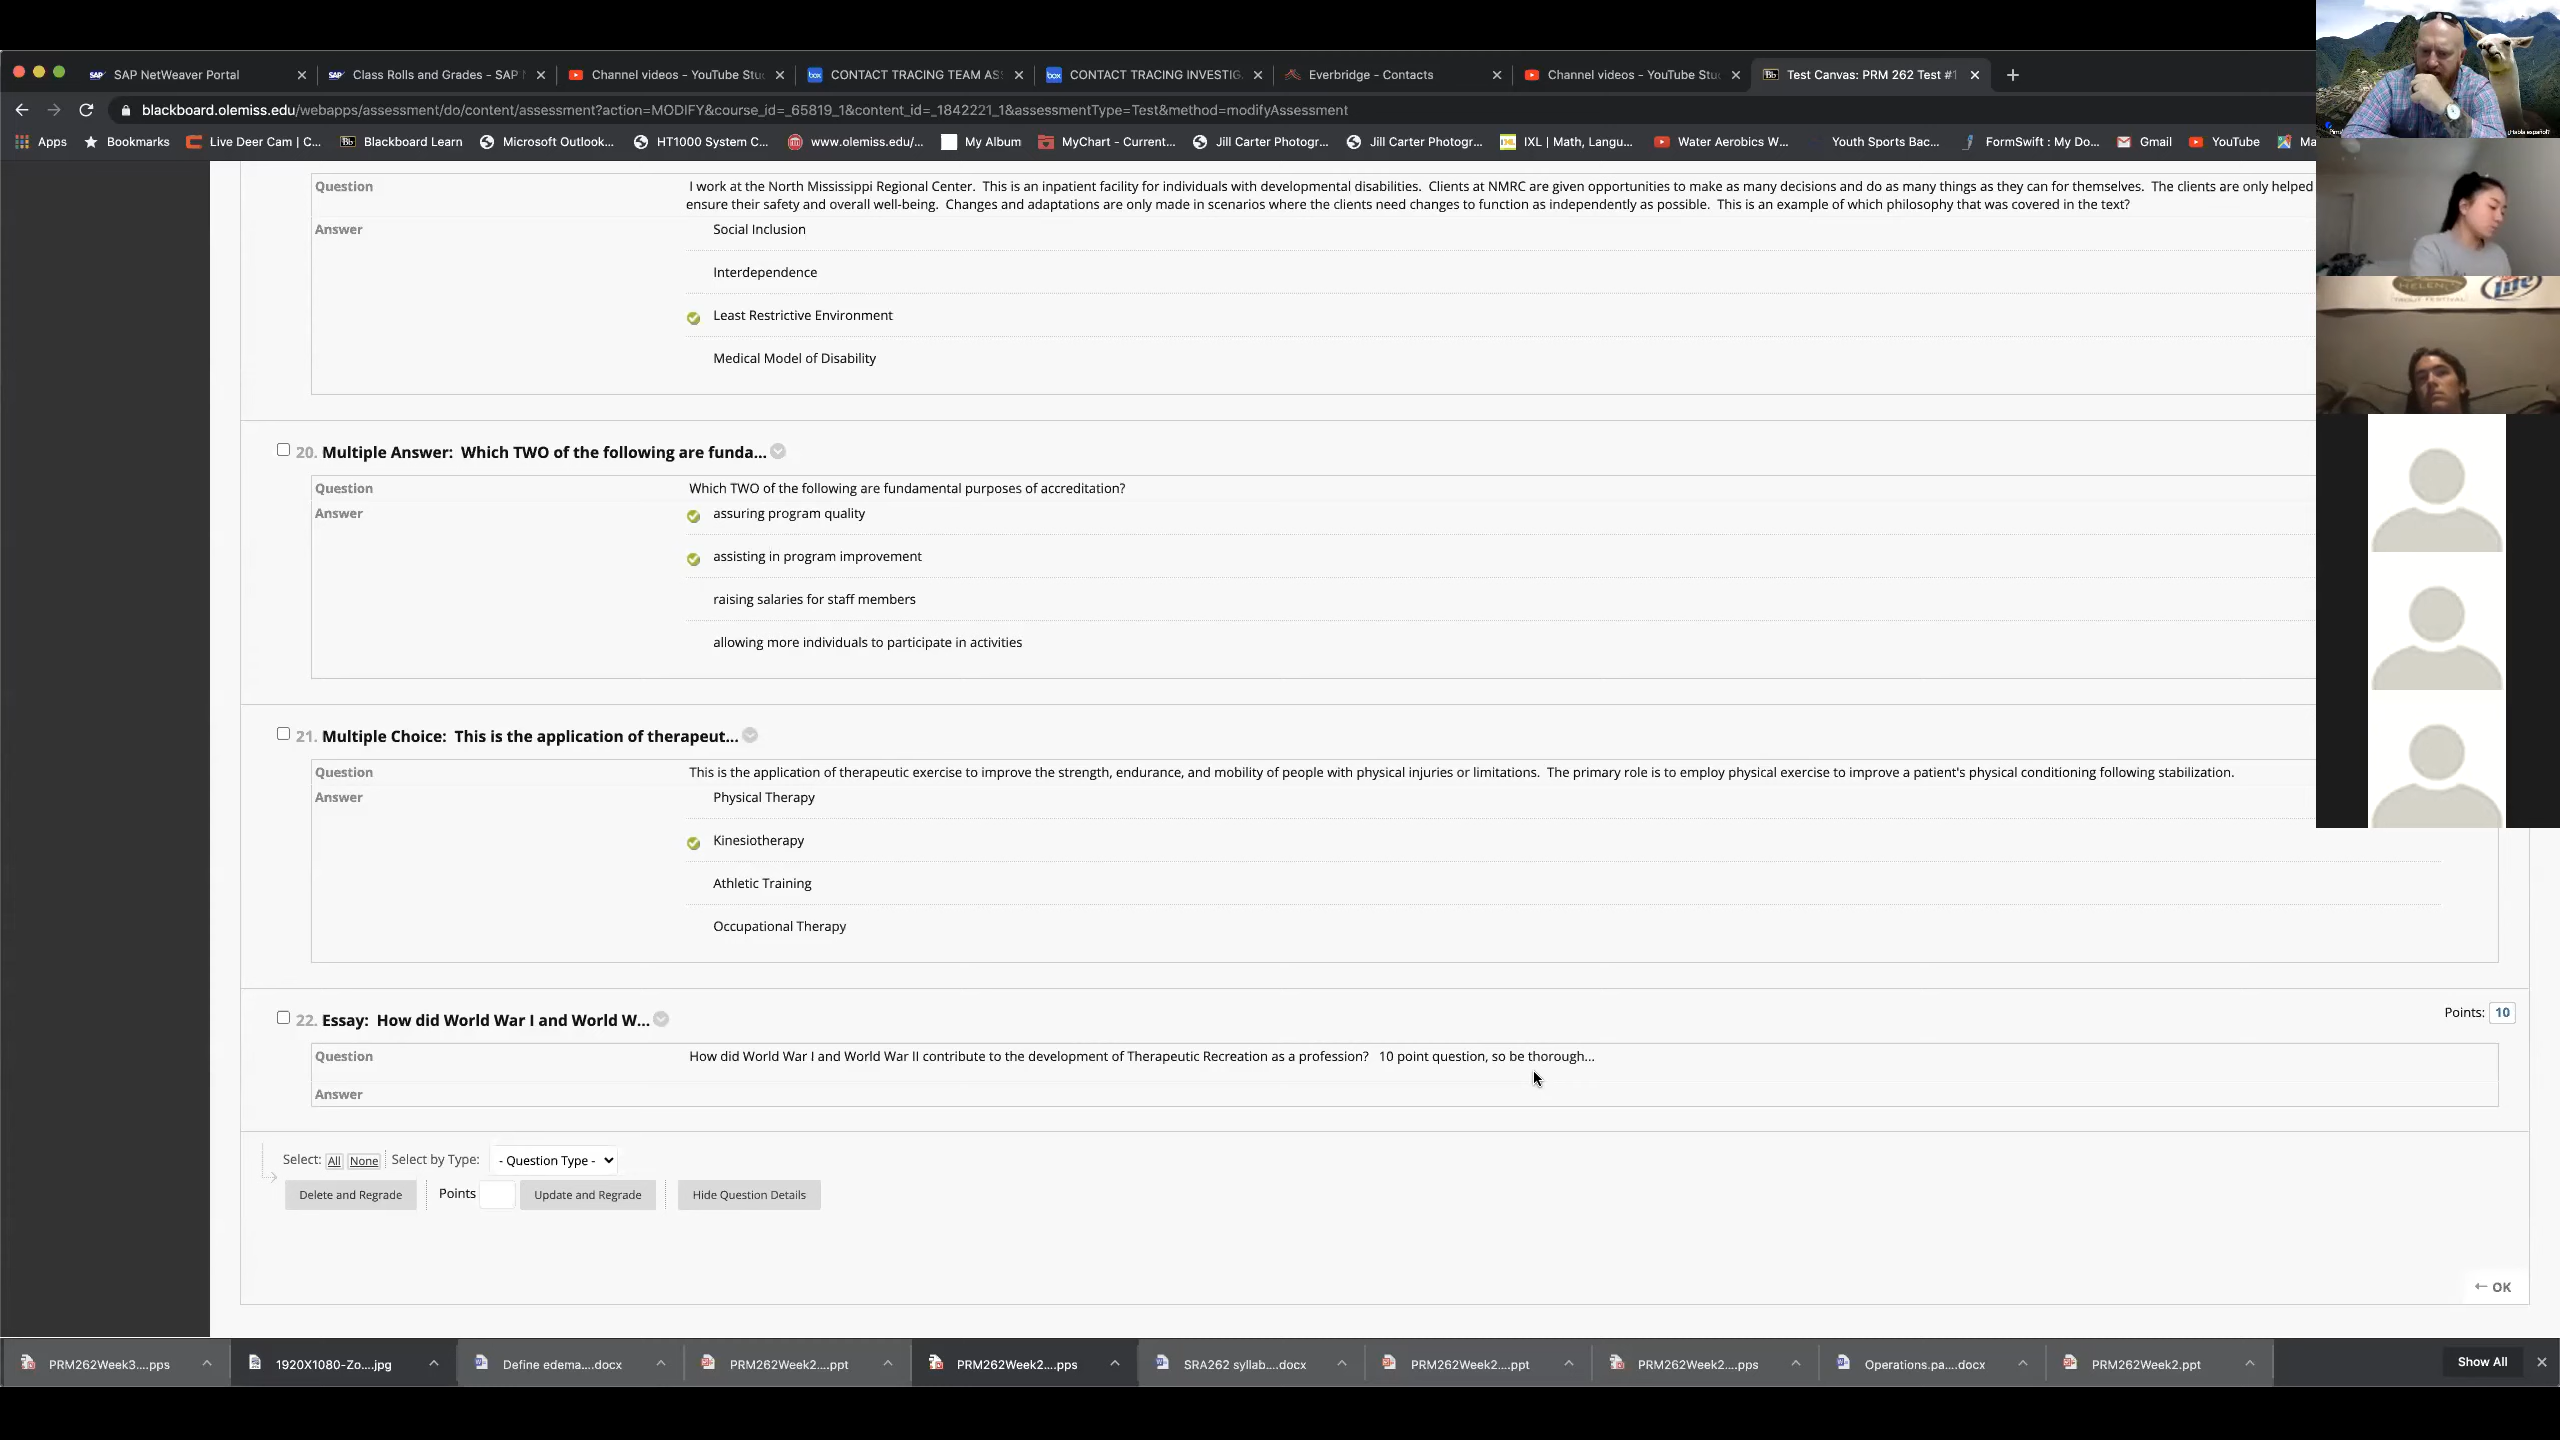 SAP NetWeaver Portal
Class Rolls and Grades - SAP
Channel videos - YouTube Stu
CONTACT TRACING TEAM AS
CONTACT TRACING INVESTIG
Everbridge - Contacts
Channel videos - YouTube Stu
Test Canvas: PRM 262 Test #1
blackboard.olemiss.edu/webapps/assessment/do/content/assessment?action=MODIFY&course_id=_65819_1&content_id=_1842221_1&assessmentType=Test&method=modifyAssessment
Apps
Bookmarks
Live Deer Cam | C...
Blackboard Learn
Microsoft Outlook...
HT1000 System C...
www.olemiss.edu/...
My Album
MyChart - Current...
Jill Carter Photogr...
Jill Carter Photogr...
IXL | Math, Langu...
Water Aerobics W...
Youth Sports Bac...
FormSwift : My Do...
Gmail
YouTube
Ma
¿Habla español?
HELEN
TROUT FESTIVAL
Lite
Question
I work at the North Mississippi Regional Center. This is an inpatient facility for individuals with developmental disabilities. Clients at NMRC are given opportunities to make as many decisions and do as many things as they can for themselves. The clients are only helped
ensure their safety and overall well-being. Changes and adaptations are only made in scenarios where the clients need changes to function as independently as possible. This is an example of which philosophy that was covered in the text?
Answer
Social Inclusion
Interdependence
Least Restrictive Environment
Medical Model of Disability
20. Multiple Answer: Which TWO of the following are funda...
Question
Which TWO of the following are fundamental purposes of accreditation?
Answer
assuring program quality
assisting in program improvement
raising salaries for staff members
allowing more individuals to participate in activities
21. Multiple Choice: This is the application of therapeut...
Question
This is the application of therapeutic exercise to improve the strength, endurance, and mobility of people with physical injuries or limitations. The primary role is to employ physical exercise to improve a patient's physical conditioning following stabilization.
Answer
Physical Therapy
Kinesiotherapy
Athletic Training
Occupational Therapy
22. Essay: How did World War I and World W...
Points: 10
Question
How did World War I and World War II contribute to the development of Therapeutic Recreation as a profession? 10 point question, so be thorough...
Answer
Select: All None Select by Type: - Question Type -
Delete and Regrade Points Update and Regrade Hide Question Details
OK
PRM262Week3....pps
1920X1080-Zo....jpg
Define edema....docx
PRM262Week2....ppt
PRM262Week2....pps
SRA262 syllab....docx
PRM262Week2....ppt
PRM262Week2....pps
Operations.pa....docx
PRM262Week2.ppt
Show All